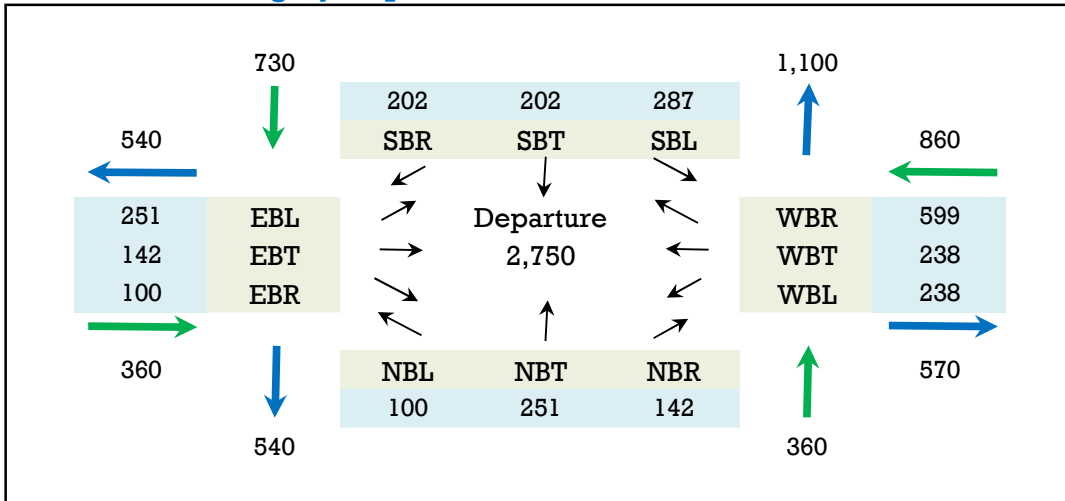 730 1,100
202 202 287
540 SBR SBT SBL 860
251 EBL Departure WBR 599
142 EBT 2,750 WBT 238
100 EBR WBL 238
360 NBL NBT NBR 570
100 251 142
540 360